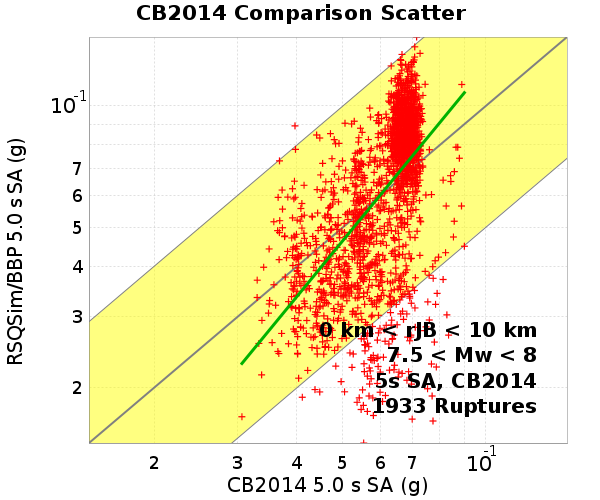 CB2014 Comparison Scatter
RSQSim/BBP 5.0 s SA (g)
10-1
7
6
5
4
3
2
0 km < rJB < 10 km
7.5 < Mw < 8
5s SA, CB2014
1933 Ruptures
2 3 4 5 6 7 10-1
CB2014 5.0 s SA (g)